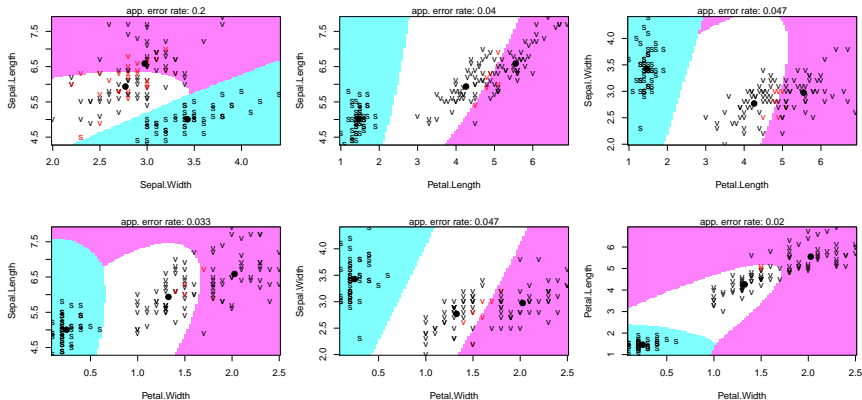 app. error rate: 0.2
Sepal.Length
4.5 5.5 6.5 7.5
2.0 2.5 3.0 3.5 4.0
Sepal.Width
app. error rate: 0.04
Sepal.Length
4.5 5.5 6.5 7.5
1 2 3 4 5 6
Petal.Length
app. error rate: 0.047
Sepal.Width
2.0 2.5 3.0 3.5 4.0
1 2 3 4 5 6
Petal.Length
app. error rate: 0.033
Sepal.Length
4.5 5.5 6.5 7.5
0.5 1.0 1.5 2.0 2.5
Petal.Width
app. error rate: 0.047
Sepal.Width
2.0 2.5 3.0 3.5 4.0
0.5 1.0 1.5 2.0 2.5
Petal.Width
app. error rate: 0.02
Petal.Length
1 2 3 4 5 6
0.5 1.0 1.5 2.0 2.5
Petal.Width